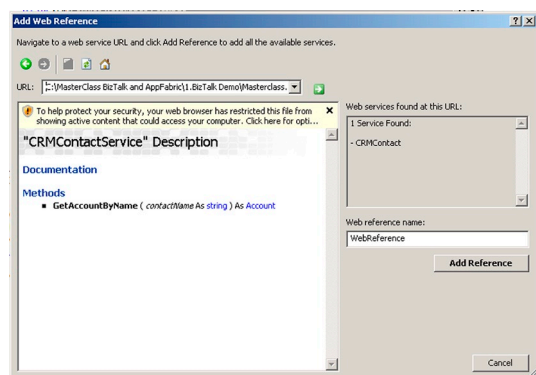 Add Web Reference
Navigate to a web service URL and click Add Reference to add all the available services.
URL: C:\MasterClass BizTalk and AppFabric\1.BizTalk Demo\Masterclass.
To help protect your security, your web browser has restricted this file from
showing active content that could access your computer. Click here for opti...
"CRMContactService" Description
Documentation
Methods
GetAccountByName ( contactName As string ) As Account
Web services found at this URL:
1 Service Found:
- CRMContact
Web reference name:
WebReference
Add Reference
Cancel